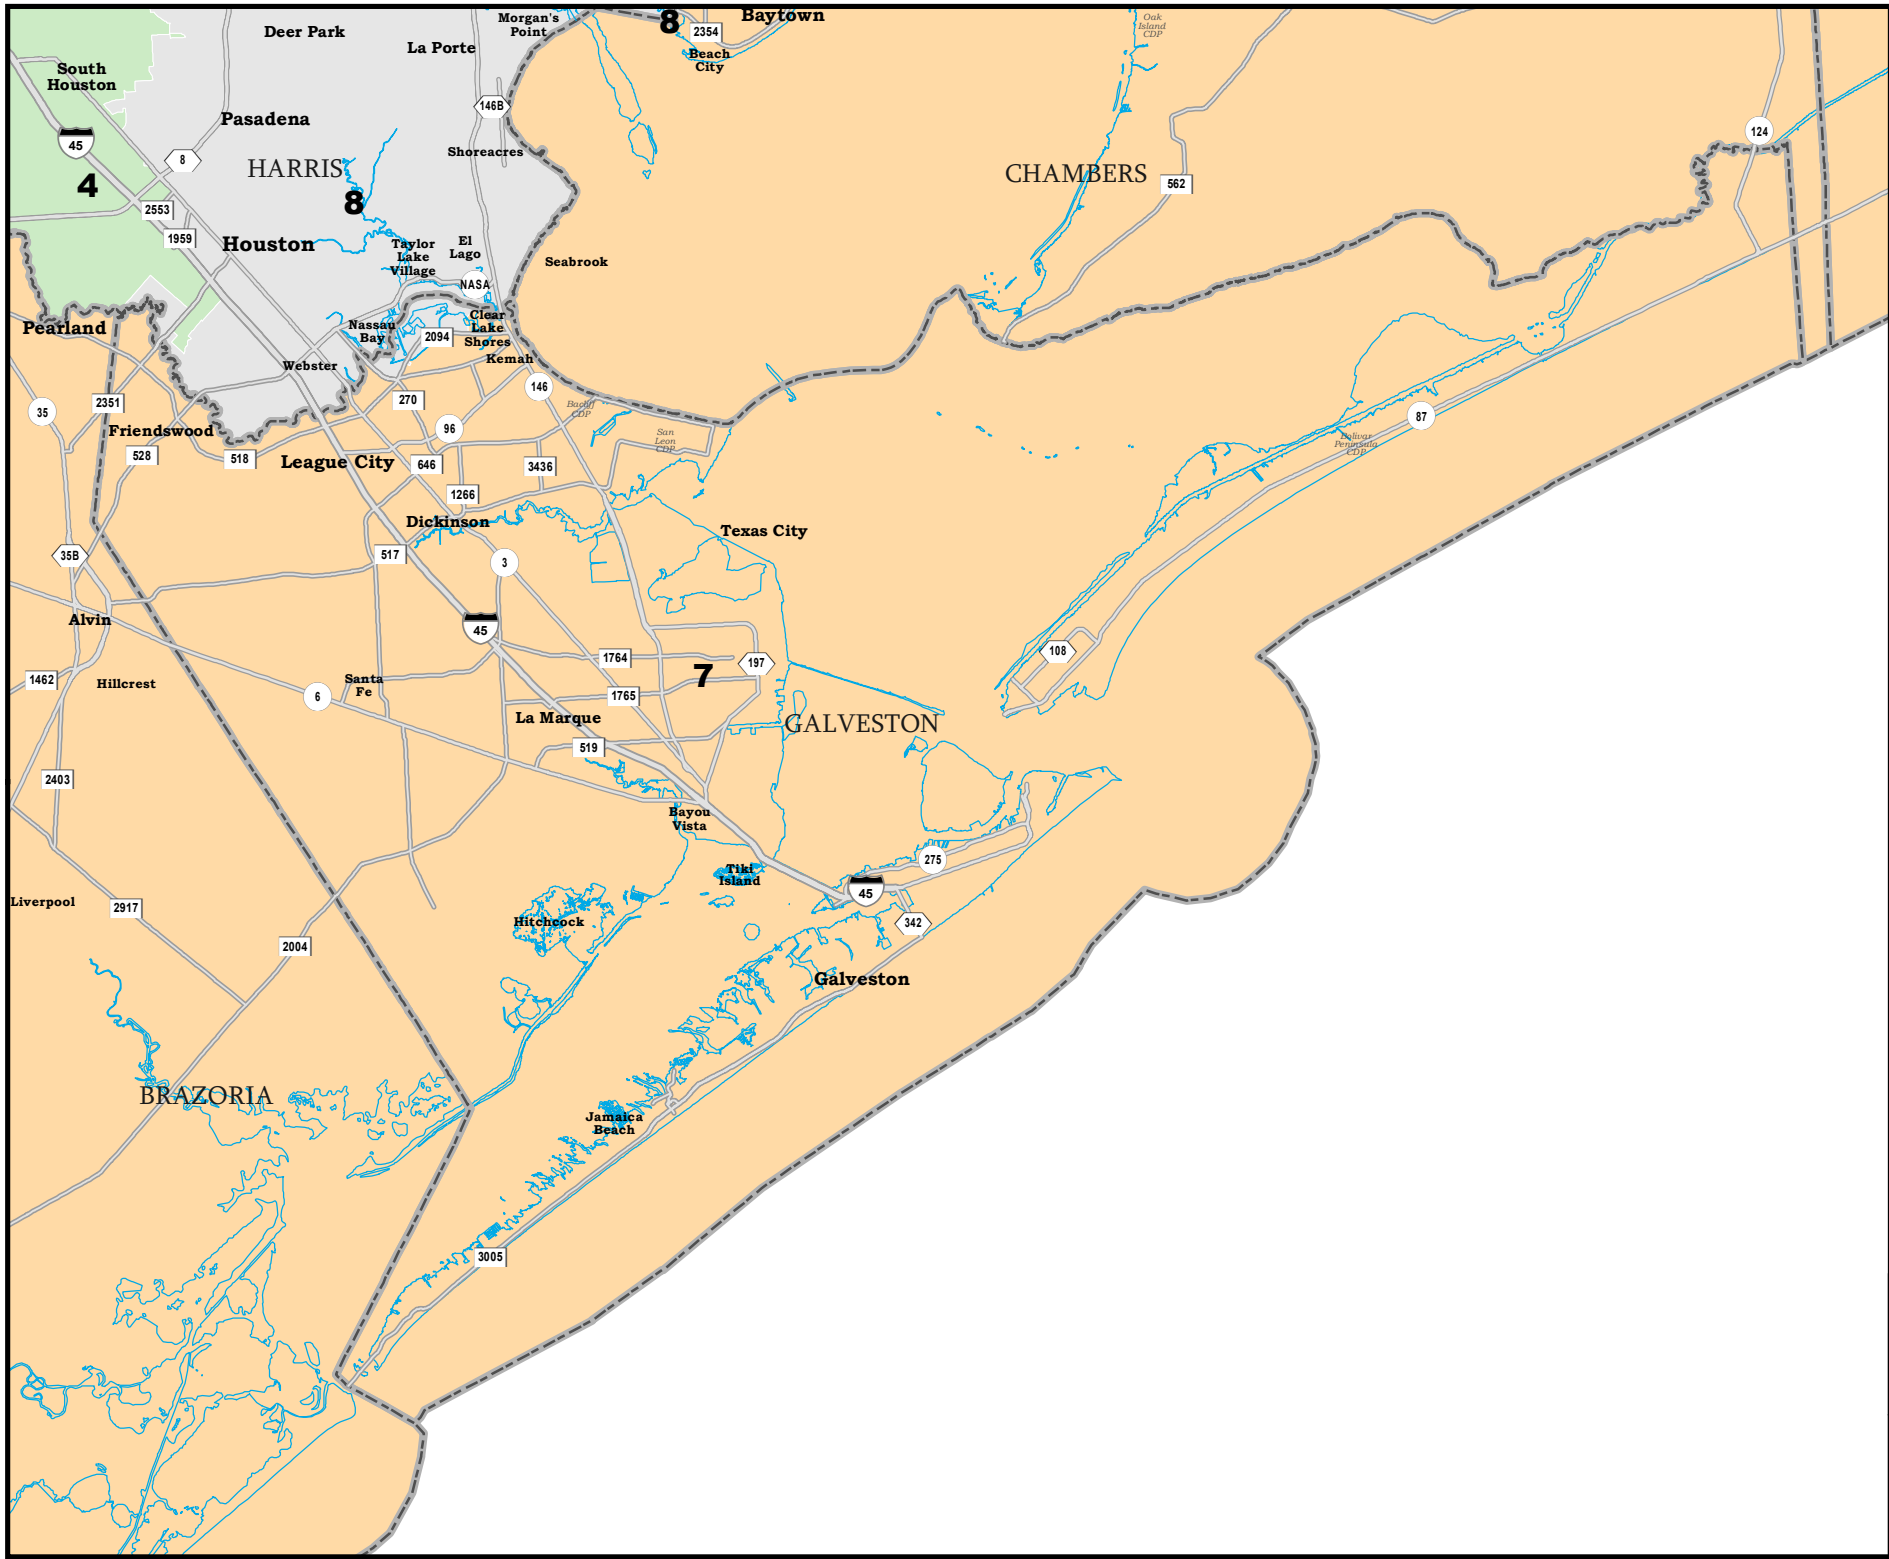 Deer Park
La Porte
Morgan's
Point
8
2354
Baytown
Beach
City
Oak
Island
CDP
South
Houston
146B
Pasadena
124
45
8
HARRIS
Shoreacres
CHAMBERS
562
4
8
2553
1959
Houston
Taylor
Lake
Village
El
Lago
Seabrook
NASA
Pearland
Nassau
Bay
2094
Clear
Lake
Shores
Kemah
Webster
146
35
2351
270
Bacliff
CDP
87
Friendswood
96
San
Leon
CDP
Bolivar
Peninsula
CDP
528
518
League City
646
3436
1266
Dickinson
Texas City
35B
517
3
Alvin
45
108
1764
197
1462
Hillcrest
Santa
Fe
6
1765
7
La Marque
GALVESTON
519
2403
Bayou
Vista
275
Tiki
Island
45
Liverpool
2917
Hitchcock
342
2004
Galveston
BRAZORIA
Jamaica
Beach
3005